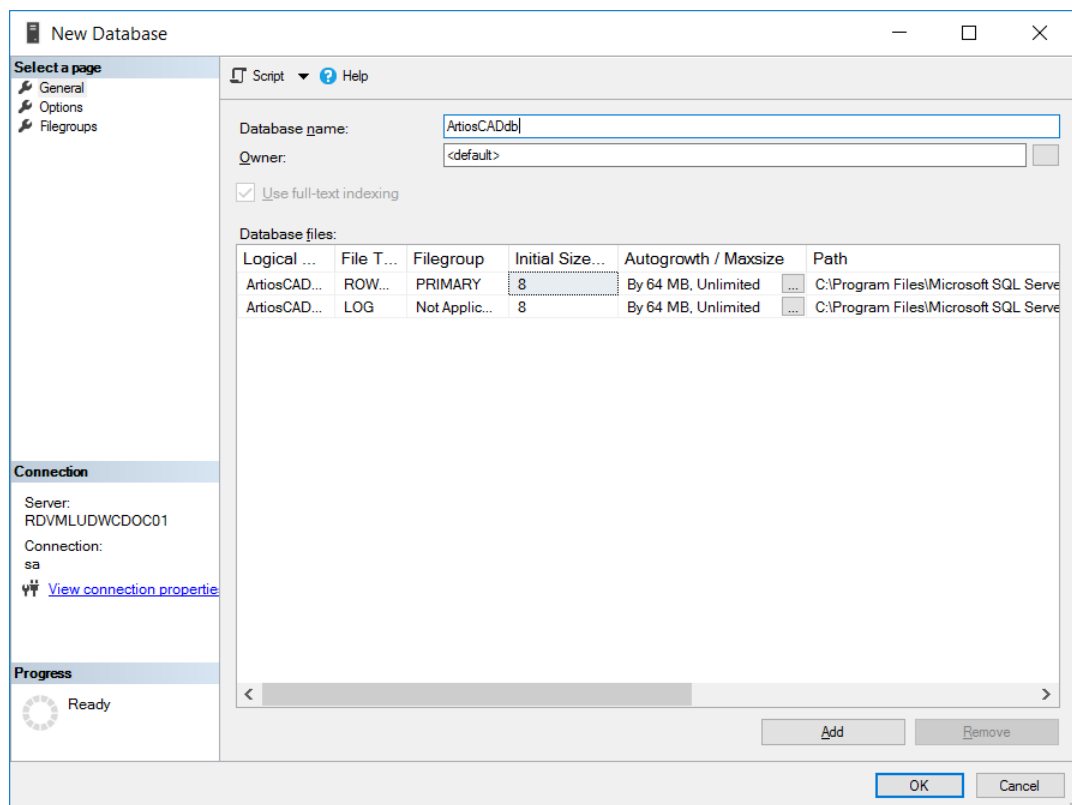 New Database
Select a page
General
Options
Filegroups
Script Help
Database name: ArtiosCADdb
Owner: <default>
Use full-text indexing
Database files:
Logical ... File T... Filegroup Initial Size... Autogrowth / Maxsize Path
ArtiosCAD... ROW... PRIMARY 8 By 64 MB, Unlimited ... C:\Program Files\Microsoft SQL Serve
ArtiosCAD... LOG Not Applic... 8 By 64 MB, Unlimited ... C:\Program Files\Microsoft SQL Serve
Connection
Server:
RDVMLUDWCDOC01
Connection:
sa
View connection propertie
Progress
Ready
Add Remove
OK Cancel